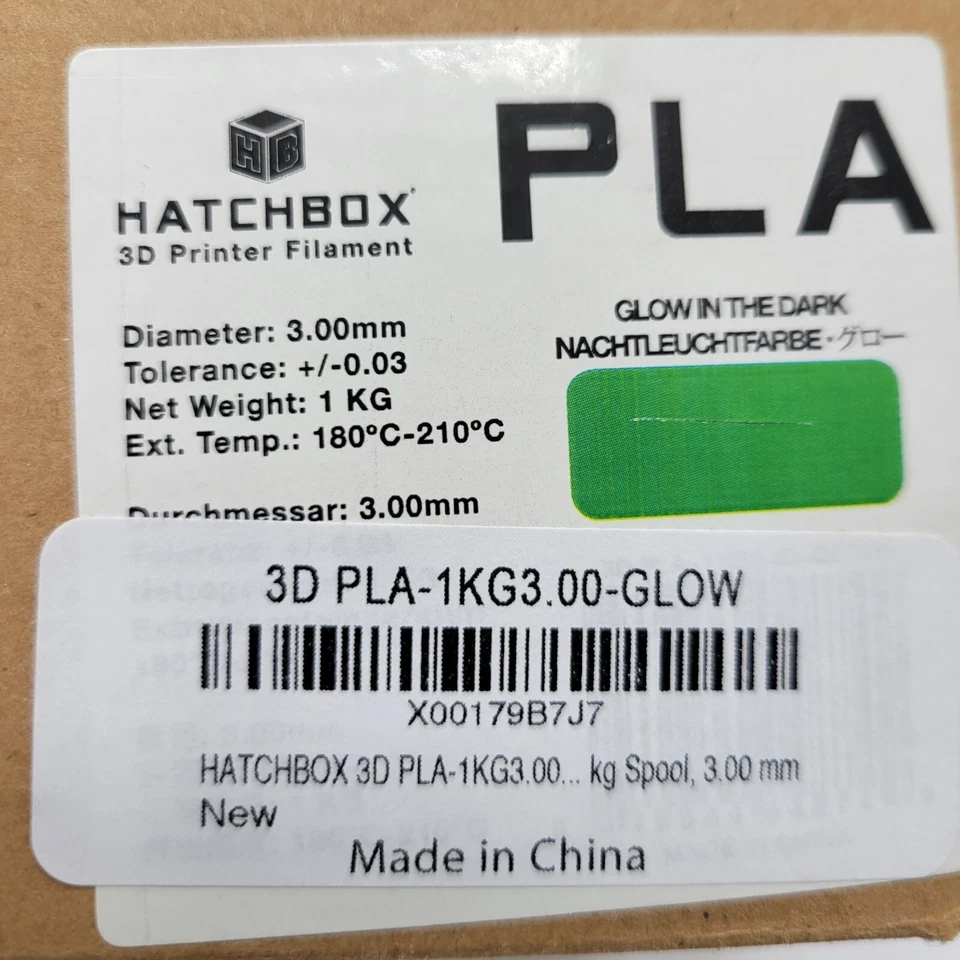 HB
HATCHBOX
3D Printer Filament
PLA
Diameter: 3.00mm
Tolerance: +/-0.03
Net Weight: 1 KG
Ext. Temp.: 180°C-210°C
GLOW IN THE DARK
NACHTLEUCHTFARBE・グロー
Durchmessar: 3.00mm
3D PLA-1KG3.00-GLOW
X00179B7J7
HATCHBOX 3D PLA-1KG3.00... kg Spool, 3.00 mm
New
Made in China